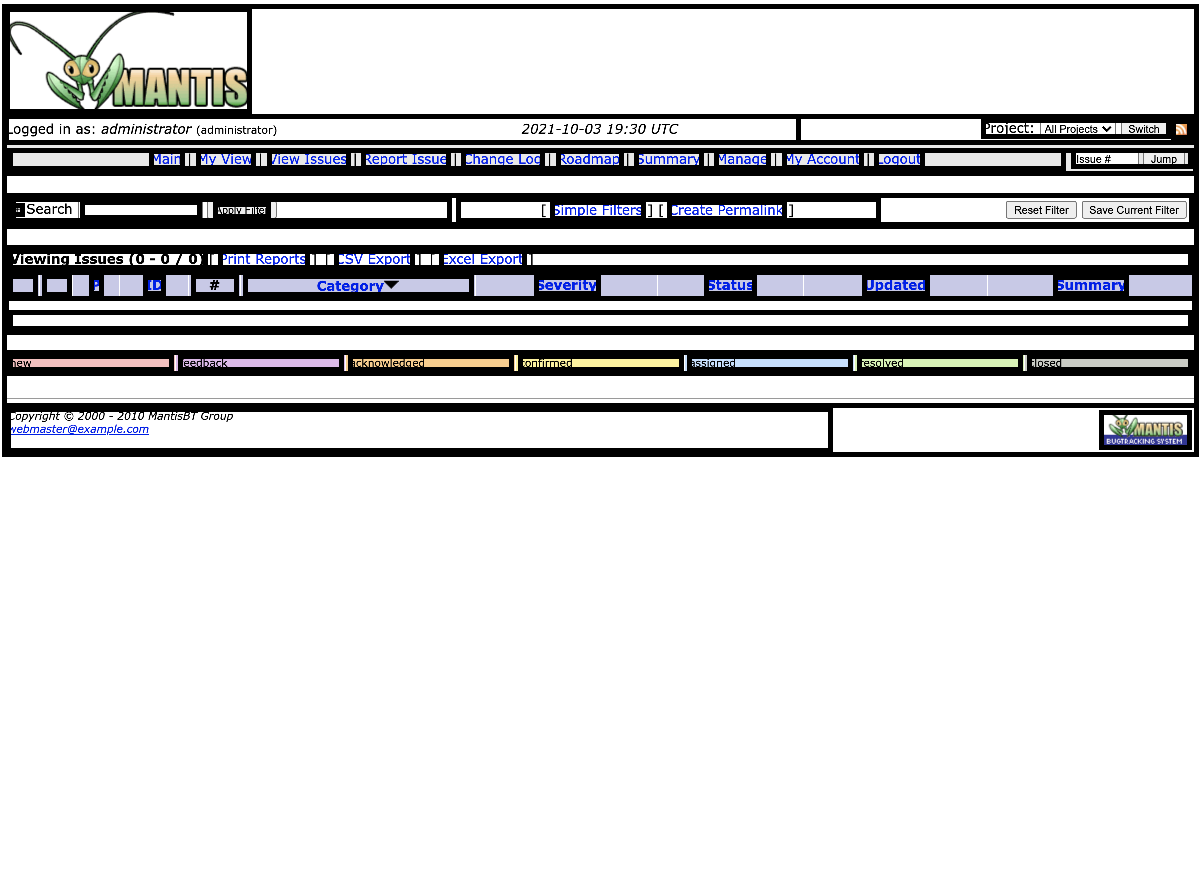 MANTIS
Logged in as: administrator (administrator) 2021-10-03 19:30 UTC Project: All Projects Switch
Main | My View | View Issues | Report Issue | Change Log | Roadmap | Summary | Manage | My Account | Logout Issue # Jump
Search Apply Filter [ Simple Filters ] [ Create Permalink ] Reset Filter Save Current Filter
Viewing Issues (0 - 0 / 0) [ Print Reports ] [ CSV Export ] [ Excel Export ]
P ID # Category Severity Status Updated Summary
new feedback acknowledged confirmed assigned resolved closed
Copyright © 2000 - 2010 MantisBT Group
webmaster@example.com
MANTIS
BUGTRACKING SYSTEM